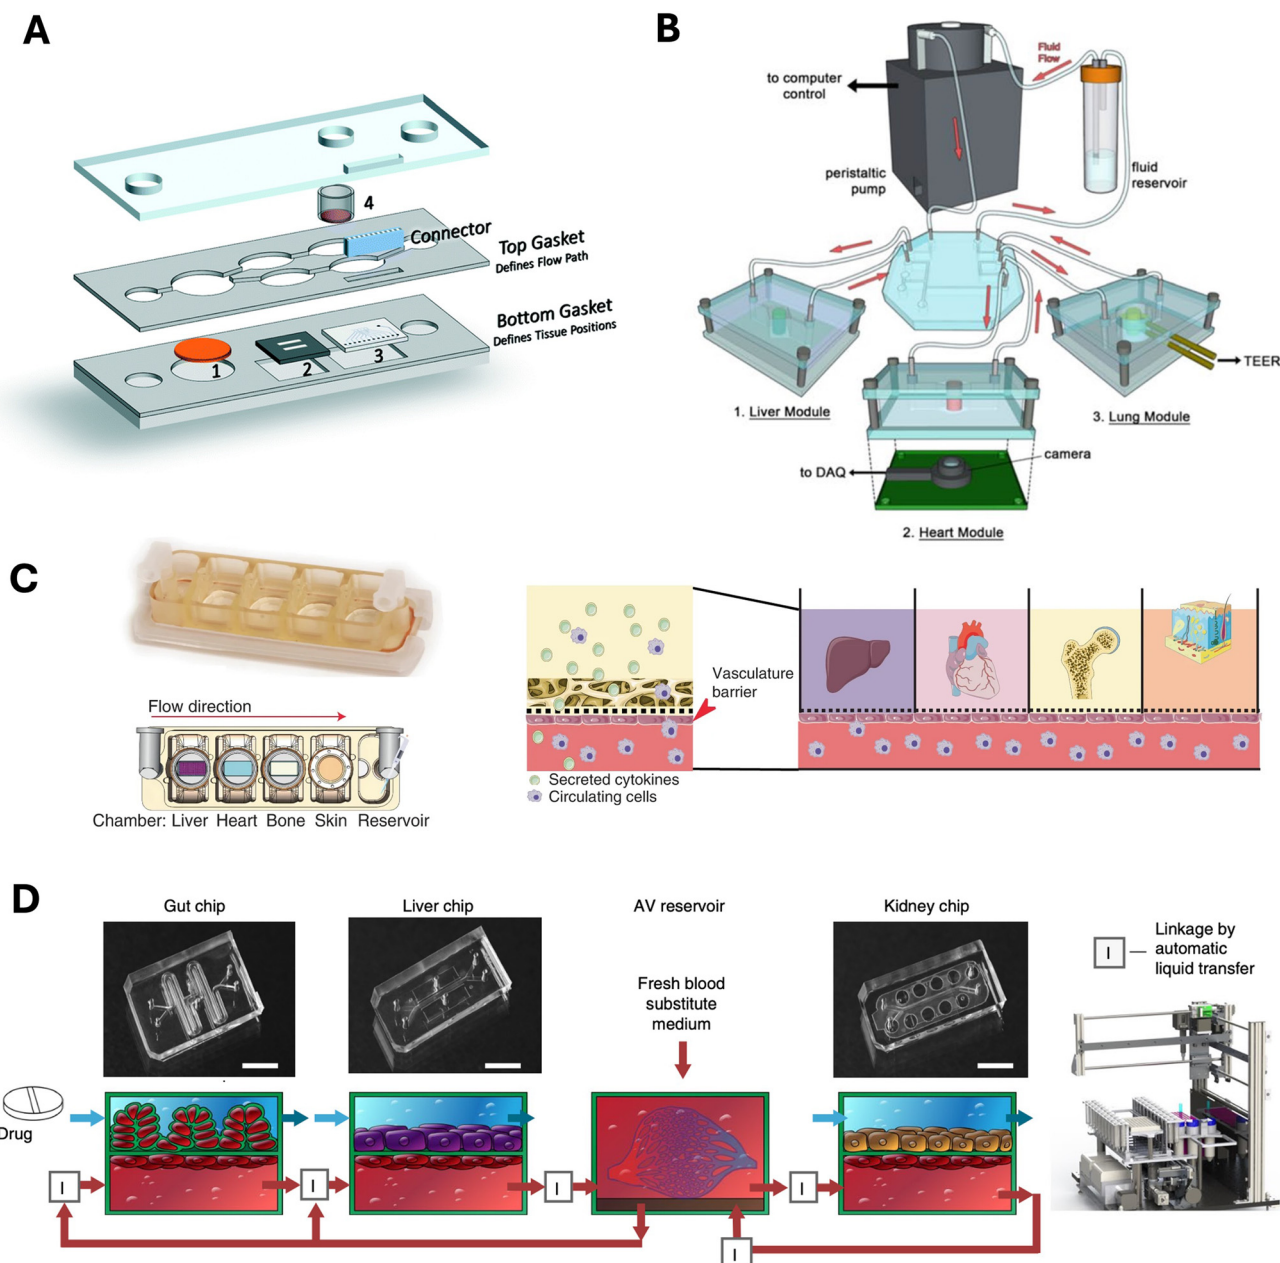 A
4
Connector
Top Gasket
Defines Flow Path
Bottom Gasket
Defines Tissue Positions
1
2
3
B
Fluid
Flow
to computer
control
peristaltic
pump
fluid
reservoir
TEER
1. Liver Module
3. Lung Module
camera
to DAQ
2. Heart Module
C
Flow direction
Chamber: Liver Heart Bone Skin Reservoir
Vasculature
barrier
Secreted cytokines
Circulating cells
D
Gut chip
Liver chip
AV reservoir
Kidney chip
Fresh blood
substitute
medium
I
Linkage by
automatic
liquid transfer
Drug
I
I
I
I
I